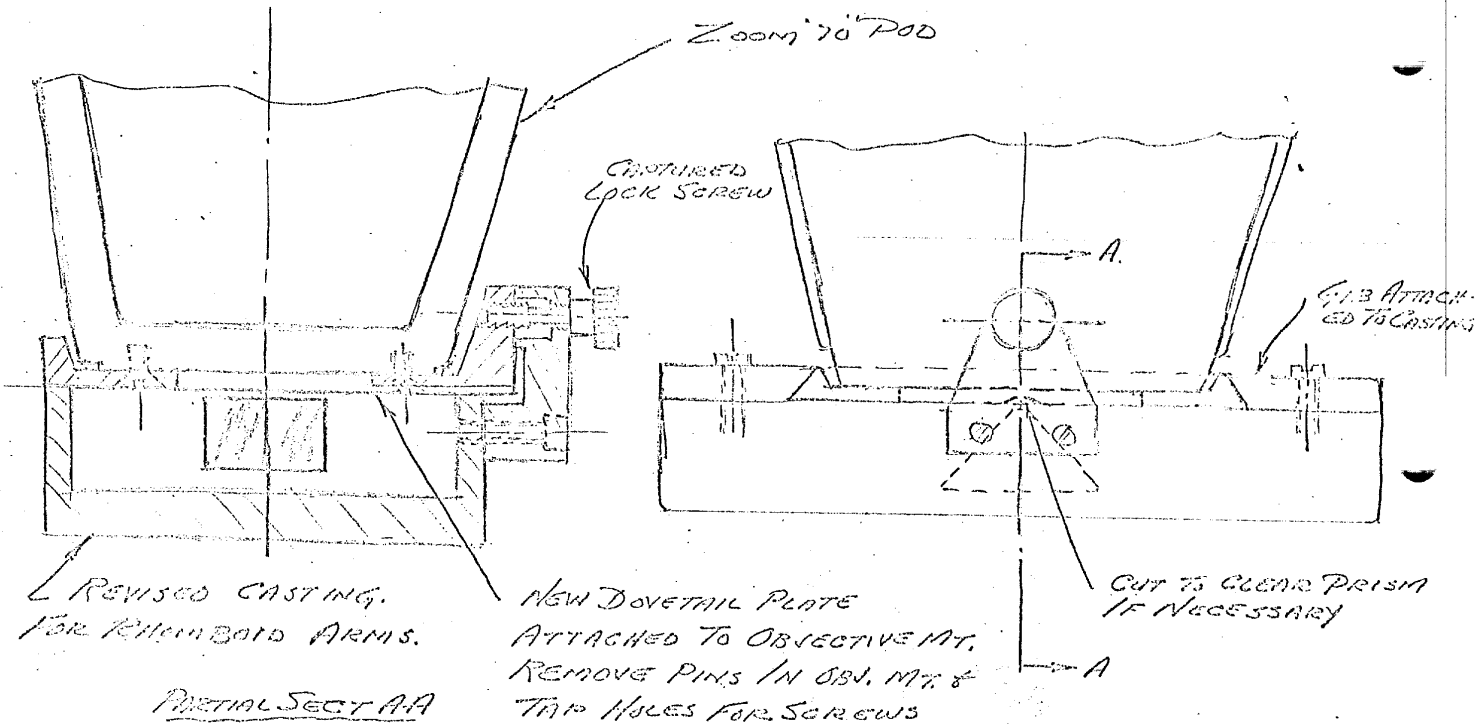 ZOOM "70" POD
CAPTURED
LOCK SCREW
A.
GIB ATTACH-
ED TO CASTING
REVISED CASTING.
FOR RHOMBOID ARMS.
NEW DOVETAIL PLATE
ATTACHED TO OBJECTIVE MT.
REMOVE PINS IN OBJ. MT. &
TAP HOLES FOR SCREWS
CUT TO CLEAR PRISM
IF NECESSARY
A
PARTIAL SECT A-A